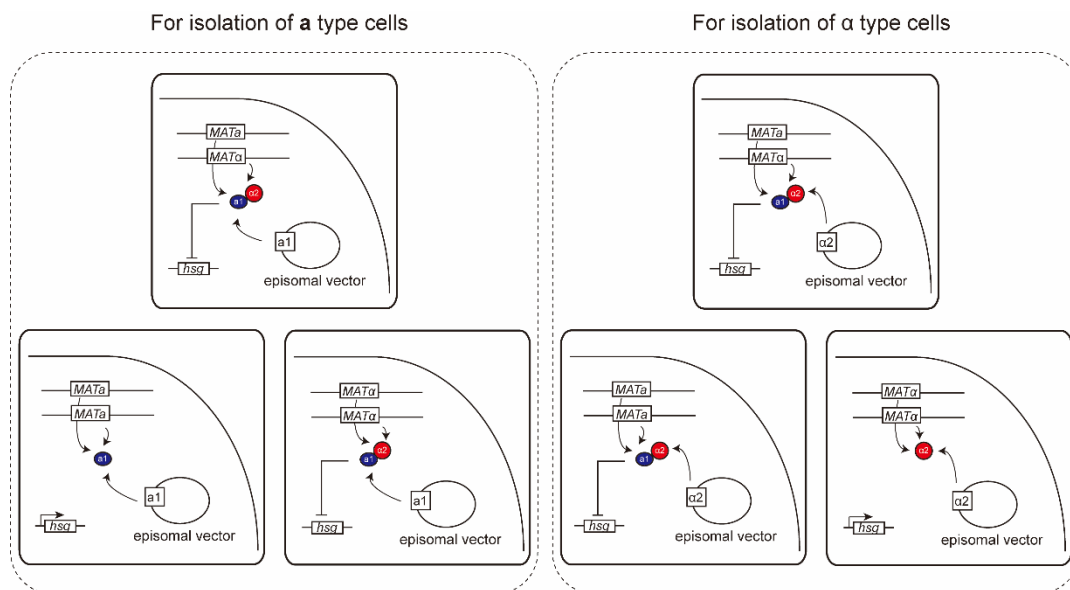 For isolation of a type cells
For isolation of α type cells
MATa
MATα
α2
a1
a1
hsg
episomal vector
MATa
MATα
α2
a1
α2
hsg
episomal vector
MATa
MATa
a1
a1
hsg
episomal vector
MATα
MATα
α2
a1
a1
hsg
episomal vector
MATa
MATa
α2
a1
α2
hsg
episomal vector
MATα
MATα
α2
α2
hsg
episomal vector